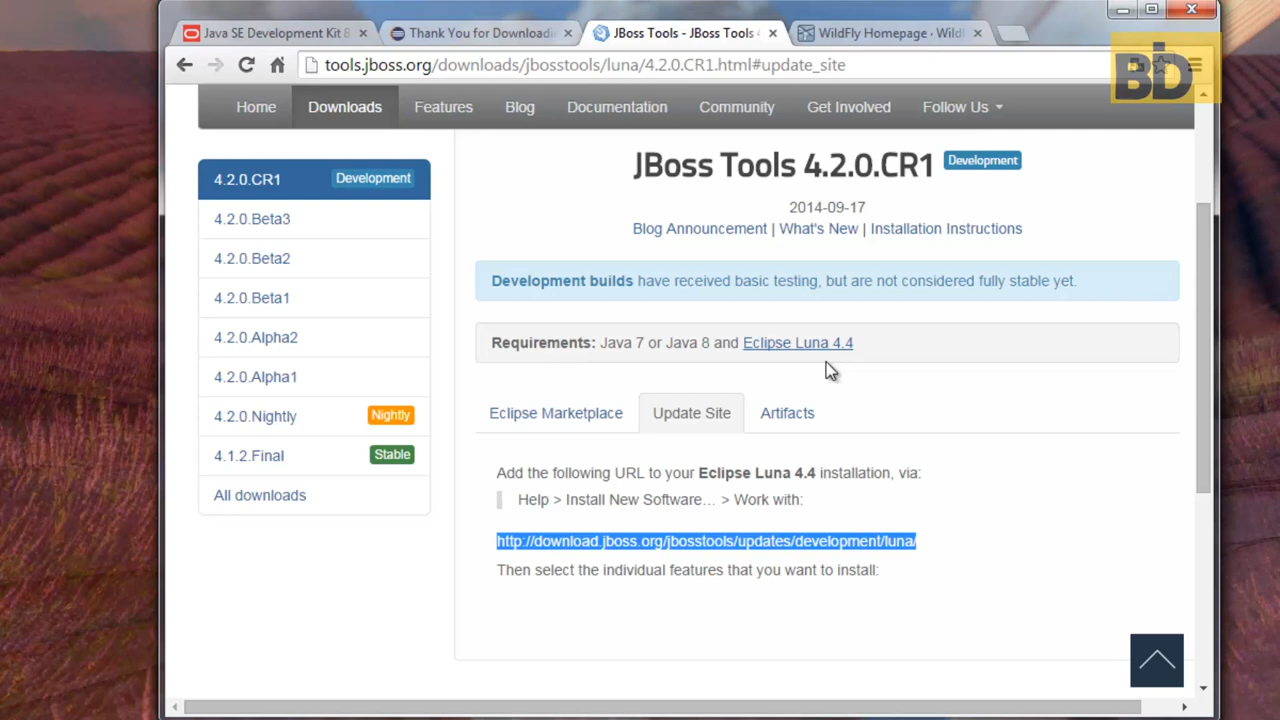 Java SE Development Kit 8
Thank You for Downloadin
JBoss Tools - JBoss Tools 4
WildFly Homepage · Wildl
tools.jboss.org/downloads/jbosstools/luna/4.2.0.CR1.html#update_site
BD
Home
Downloads
Features
Blog
Documentation
Community
Get Involved
Follow Us
4.2.0.CR1 Development
4.2.0.Beta3
4.2.0.Beta2
4.2.0.Beta1
4.2.0.Alpha2
4.2.0.Alpha1
4.2.0.Nightly Nightly
4.1.2.Final Stable
All downloads
JBoss Tools 4.2.0.CR1 Development
2014-09-17
Blog Announcement | What's New | Installation Instructions
Development builds have received basic testing, but are not considered fully stable yet.
Requirements: Java 7 or Java 8 and Eclipse Luna 4.4
Eclipse Marketplace
Update Site
Artifacts
Add the following URL to your Eclipse Luna 4.4 installation, via:
Help > Install New Software… > Work with:
http://download.jboss.org/jbosstools/updates/development/luna/
Then select the individual features that you want to install: